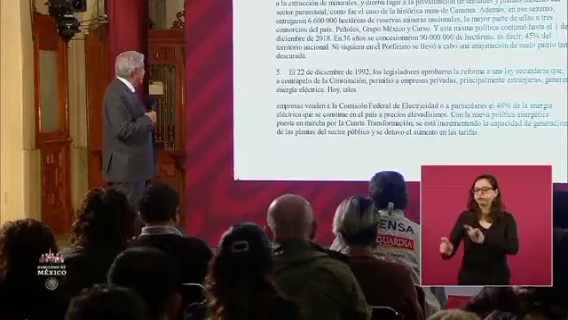 a la extracción de minerales, y dieron lugar a la privatización de unidades y plantas mineras del
sector paraestatal; tal fue el caso de la histórica mina de Cananea. Además, en ese sexenio,
entregaron 6 600 000 hectáreas de reservas mineras nacionales, la mayor parte de ellas a tres
consorcios del país: Peñoles, Grupo México y Carso. Y esta misma política continuó hasta el 1
diciembre de 2018. En 36 años se concesionaron 90 000 000 de hectáreas, es decir, 45% del
territorio nacional. Ni siquiera en el Porfiriato se llevó a cabo una enajenación de suelo patrio tan
descarada.
5. El 22 de diciembre de 1992, los legisladores aprobaron la reforma a una ley secundaria que,
a contrapelo de la Constitución, permitió a empresas privadas, principalmente extranjeras, generar
energía eléctrica. Hoy, tales
empresas venden a la Comisión Federal de Electricidad o a particulares el 46% de la energía
eléctrica que se consume en el país a precios elevadísimos. Con la nueva política energética
puesta en marcha por la Cuarta Transformación, se está incrementando la capacidad de generación
de las plantas del sector público y se detuvo el aumento en las tarifas.
PRENSA
GUARDIA
GOBIERNO DE
MÉXICO